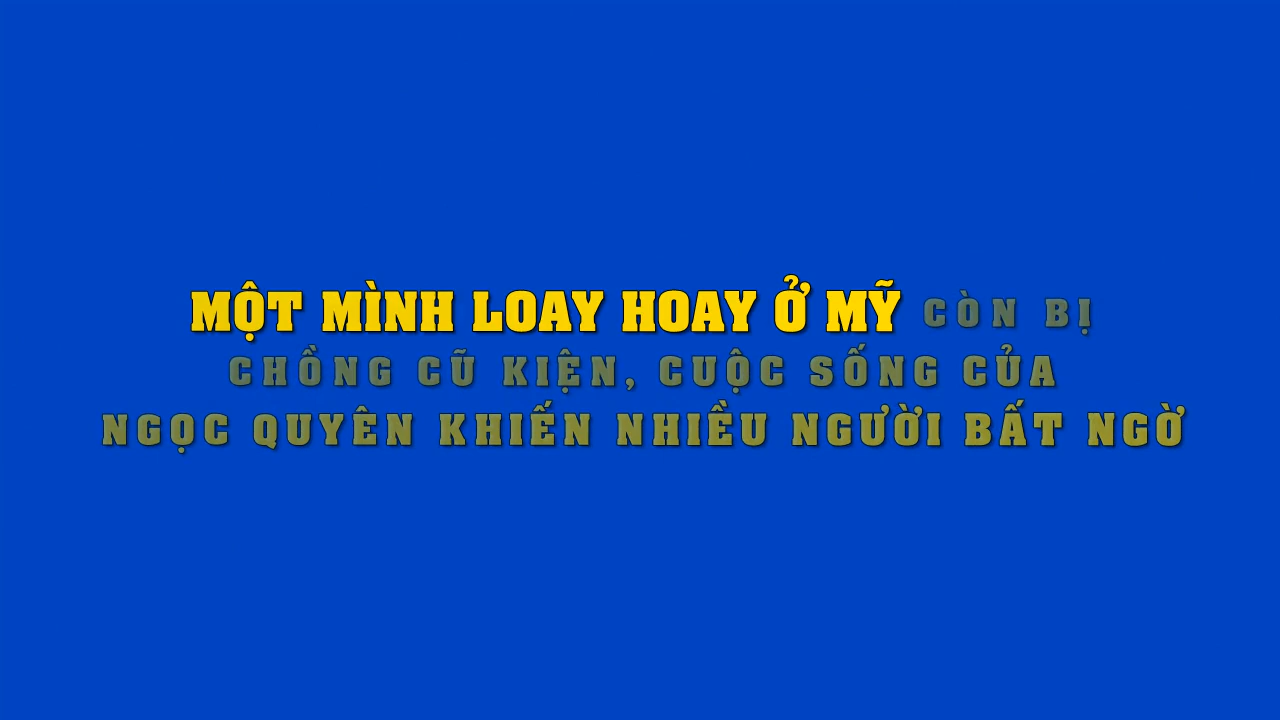 MỘT MÌNH LOAY HOAY Ở MỸ CÒN BỊ
CHỒNG CŨ KIỆN, CUỘC SỐNG CỦA
NGỌC QUYÊN KHIẾN NHIỀU NGƯỜI BẤT NGỜ